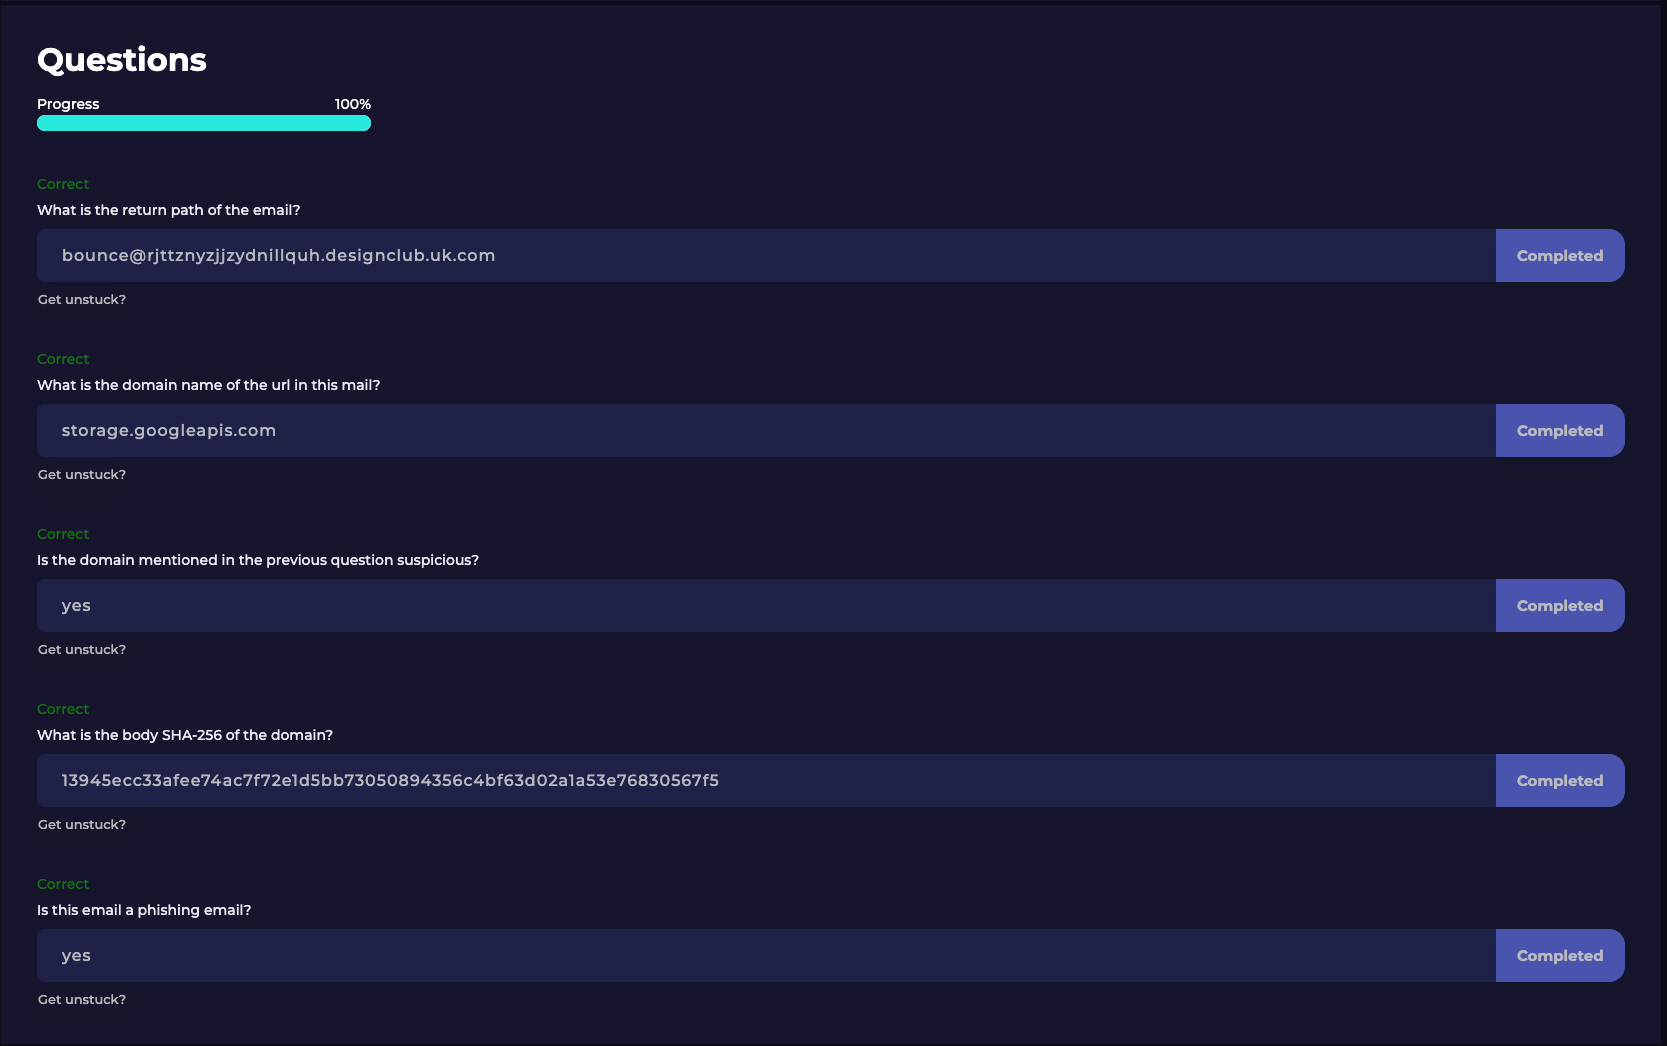 Questions
Progress 100%
Correct
What is the return path of the email?
bounce@rjttznyzjjzydnillquh.designclub.uk.com
Completed
Get unstuck?
Correct
What is the domain name of the url in this mail?
storage.googleapis.com
Completed
Get unstuck?
Correct
Is the domain mentioned in the previous question suspicious?
yes
Completed
Get unstuck?
Correct
What is the body SHA-256 of the domain?
13945ecc33afee74ac7f72e1d5bb73050894356c4bf63d02a1a53e76830567f5
Completed
Get unstuck?
Correct
Is this email a phishing email?
yes
Completed
Get unstuck?